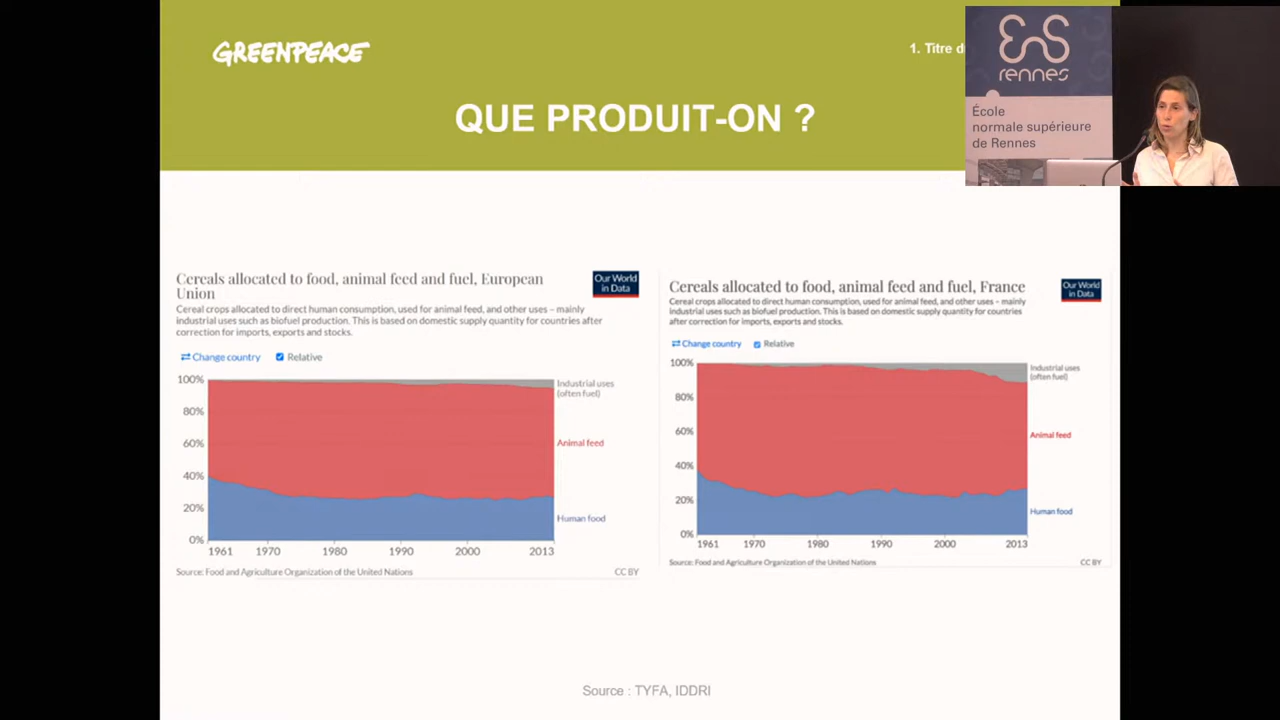 GREENPEACE
1. Titre d
QUE PRODUIT-ON ?
ENS
rennes
École
normale supérieure
de Rennes
Cereals allocated to food, animal feed and fuel, European
Union
Our World
in Data
Cereal crops allocated to direct human consumption, used for animal feed, and other uses – mainly
industrial uses such as biofuel production. This is based on domestic supply quantity for countries after
correction for imports, exports and stocks.
Change country
Relative
100%
80%
60%
40%
20%
0%
Industrial uses
(often fuel)
Animal feed
Human food
1961 1970 1980 1990 2000 2013
Source: Food and Agriculture Organization of the United Nations
CC BY
Cereals allocated to food, animal feed and fuel, France
Our World
in Data
Cereal crops allocated to direct human consumption, used for animal feed, and other uses – mainly
industrial uses such as biofuel production. This is based on domestic supply quantity for countries
after correction for imports, exports and stocks.
Change country
Relative
100%
80%
60%
40%
20%
0%
Industrial uses
(often fuel)
Animal feed
Human food
1961 1970 1980 1990 2000 2013
Source: Food and Agriculture Organization of the United Nations
CC BY
Source : TYFA, IDDRI